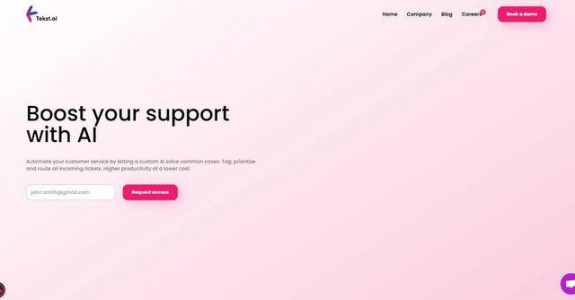 Tekst.ai
Home
Company
Blog
Careers
Book a demo
Boost your support
with AI
Automate your customer service by letting a custom AI solve common cases. Tag, prioritise
and route all incoming tickets. Higher productivity at a lower cost.
john.smith@gmail.com
Request access